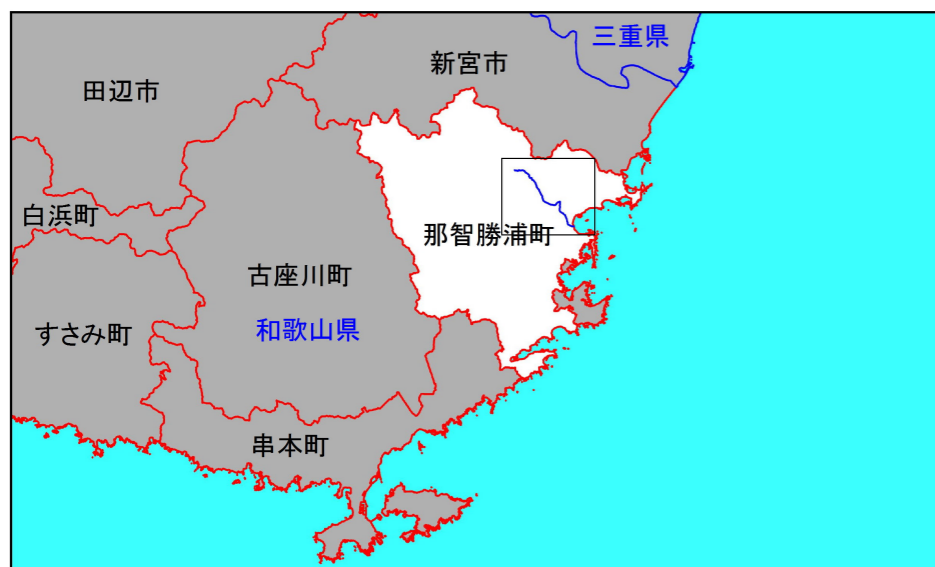 三重県
新宮市
田辺市
白浜町
那智勝浦町
古座川町
すさみ町
和歌山県
串本町